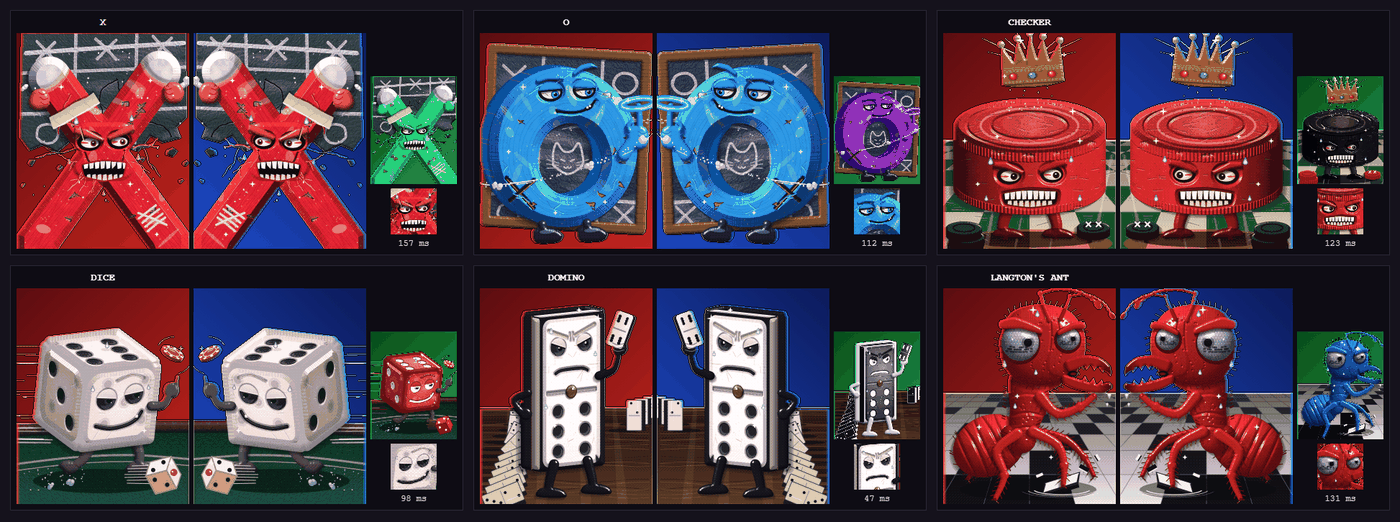 X
157 ms
O
112 ms
CHECKER
123 ms
DICE
98 ms
DOMINO
47 ms
LANGTON'S ANT
131 ms